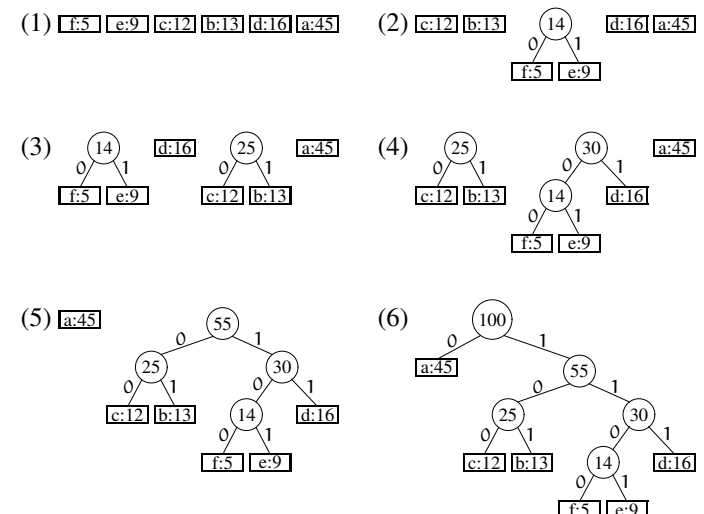 (1) f:5 e:9 c:12 b:13 d:16 a:45
(2) c:12 b:13 14 d:16 a:45
0 1
f:5 e:9
(3) 14 d:16 25 a:45
0 1 0 1
f:5 e:9 c:12 b:13
(4) 25 30 a:45
0 1 0 1
c:12 b:13 14 d:16
0 1
f:5 e:9
(5) a:45 55
0 1
25 30
0 1 0 1
c:12 b:13 14 d:16
0 1
f:5 e:9
(6) 100
0 1
a:45 55
0 1
25 30
0 1 0 1
c:12 b:13 14 d:16
0 1
f:5 e:9